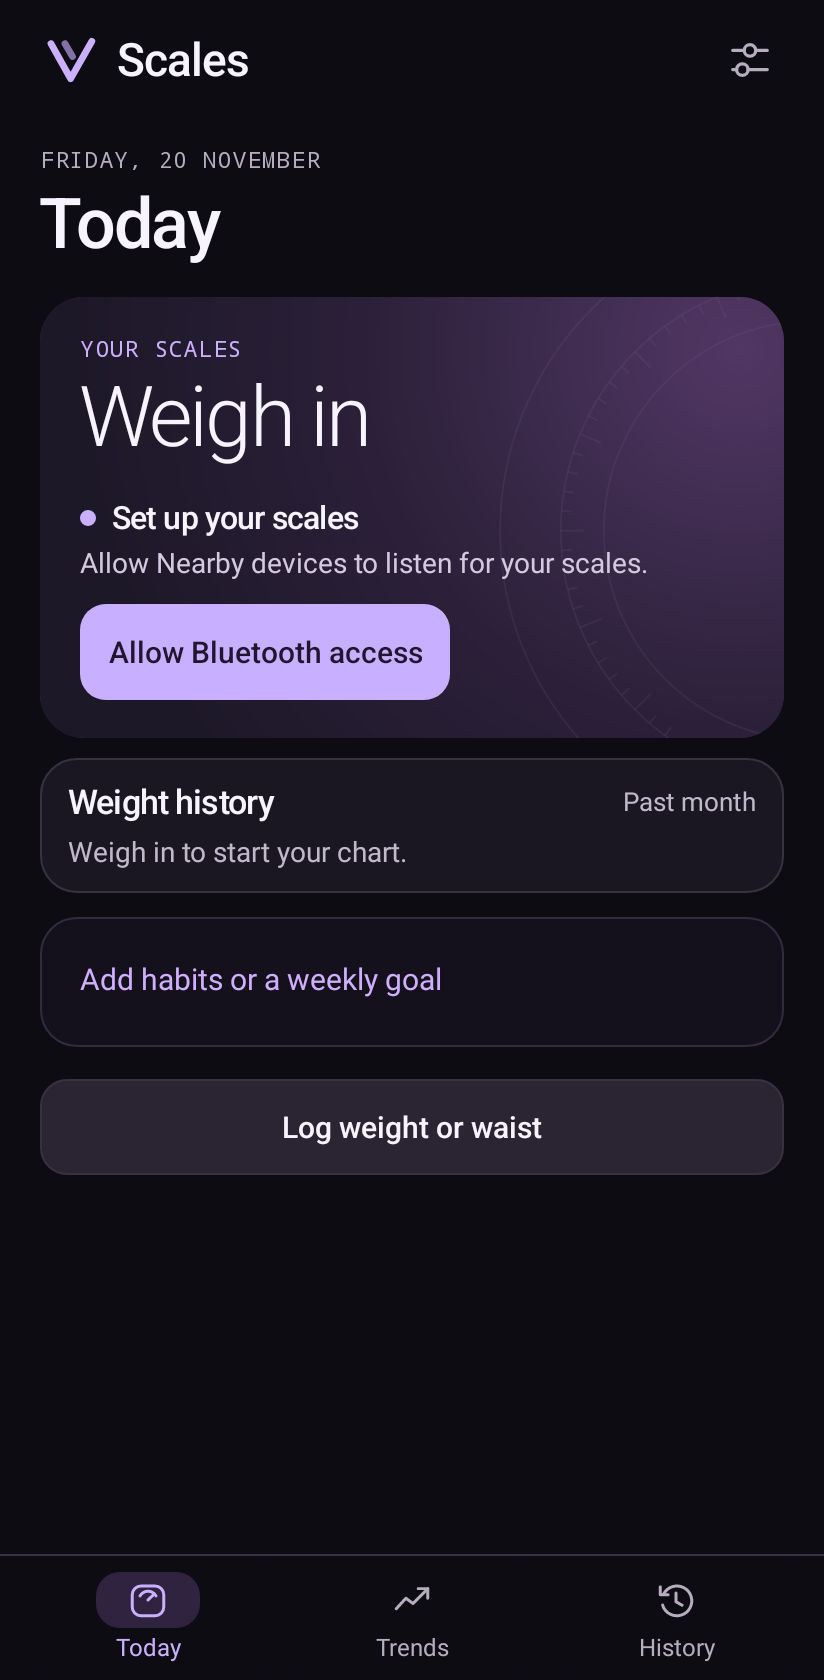 Scales
FRIDAY, 20 NOVEMBER
Today
YOUR SCALES
Weigh in
Set up your scales
Allow Nearby devices to listen for your scales.
Allow Bluetooth access
Weight history
Past month
Weigh in to start your chart.
Add habits or a weekly goal
Log weight or waist
Today
Trends
History